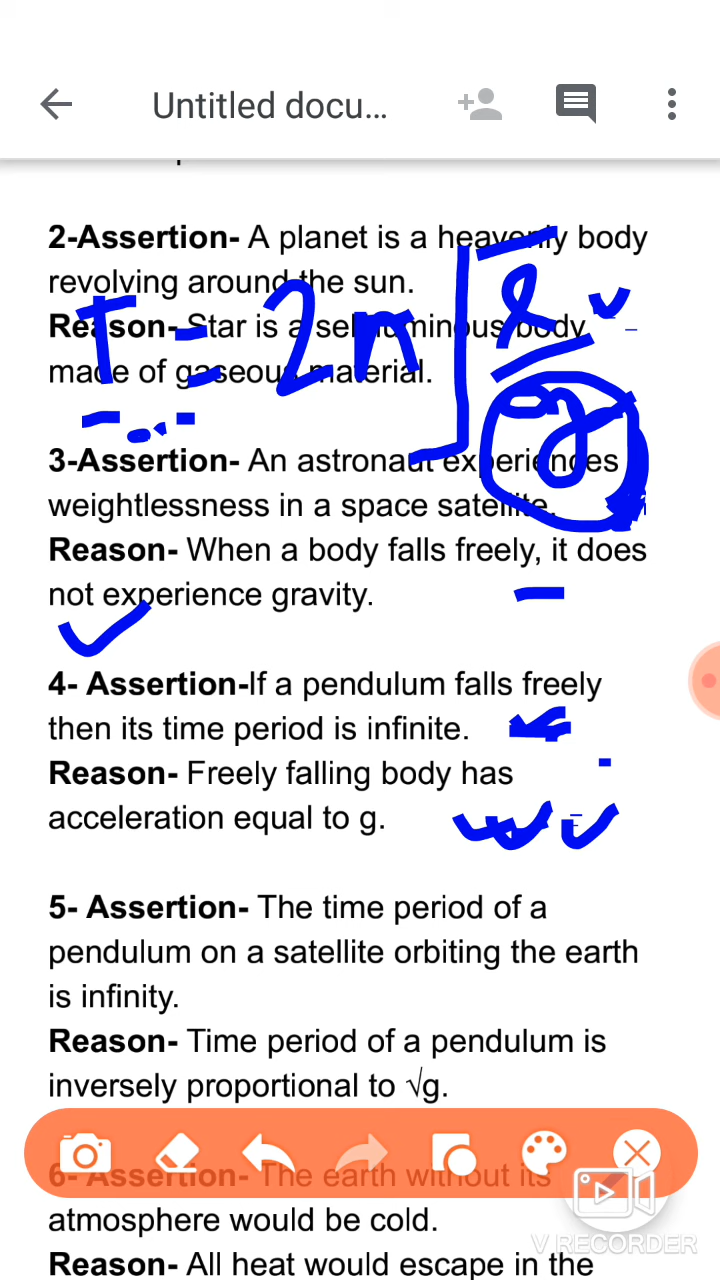 Untitled docu...
2-Assertion- A planet is a heavenly body
revolving around the sun.
Reason- Star is a self luminous body
made of gaseous material.
T = 2π √l/g
3-Assertion- An astronaut experiences
weightlessness in a space satellite.
Reason- When a body falls freely, it does
not experience gravity.
4- Assertion-If a pendulum falls freely
then its time period is infinite.
Reason- Freely falling body has
acceleration equal to g.
5- Assertion- The time period of a
pendulum on a satellite orbiting the earth
is infinity.
Reason- Time period of a pendulum is
inversely proportional to √g.
6- Assertion- The earth without its
atmosphere would be cold.
Reason- All heat would escape in the
V RECORDER